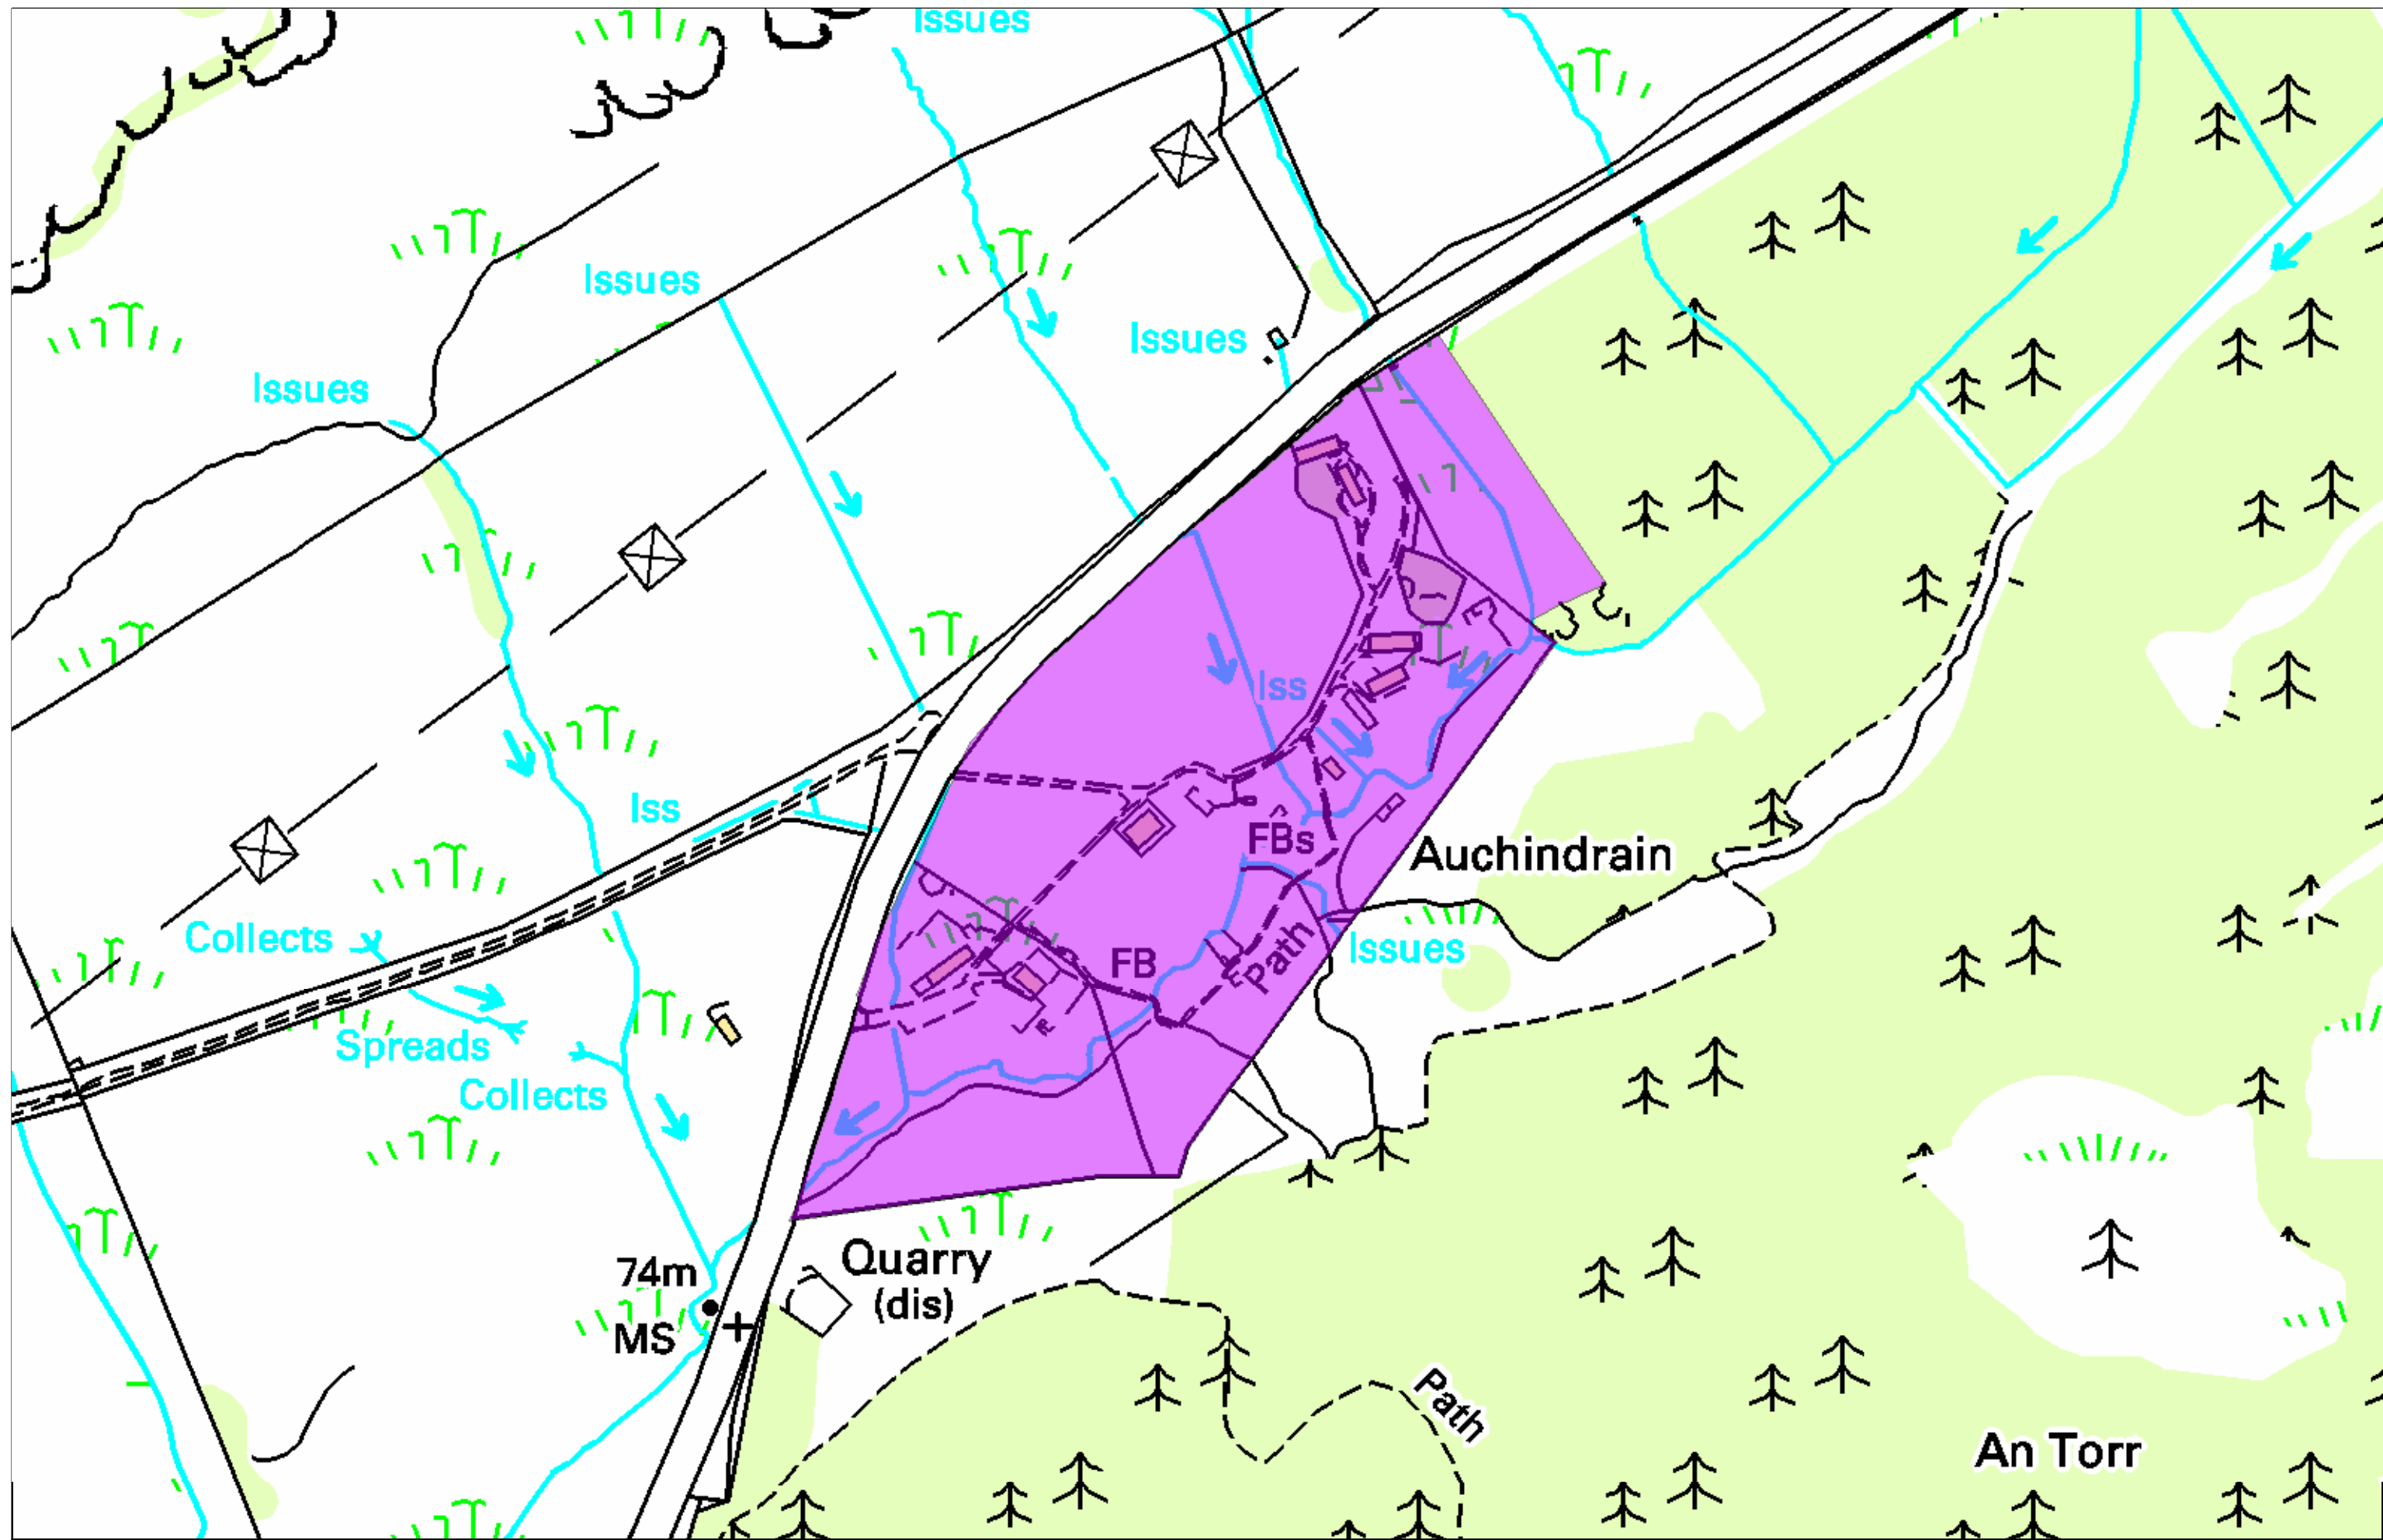 Issues
Issues
Issues
Issues
Iss
Iss
FBs
Auchindrain
Collects
Issues
FB
Path
Spreads
Collects
Quarry
(dis)
74m
MS
Path
An Torr